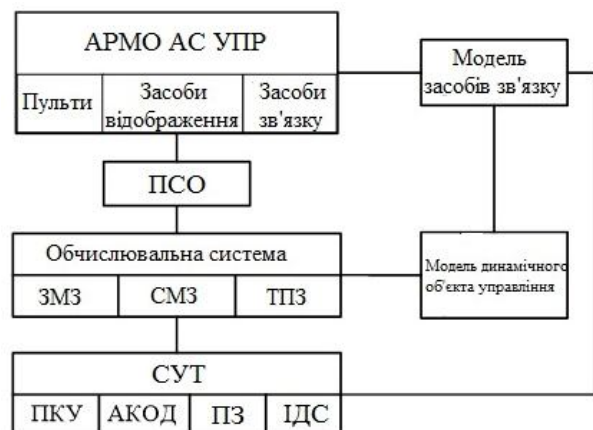 АРМО АС УПР
Пульти
Засоби
відображення
Засоби
зв'язку
Модель
засобів зв'язку
ПСО
Обчислювальна система
ЗМЗ
СМЗ
ТПЗ
Модель динамічного
об'єкта управління
СУТ
ПКУ
АКОД
ПЗ
ІДС